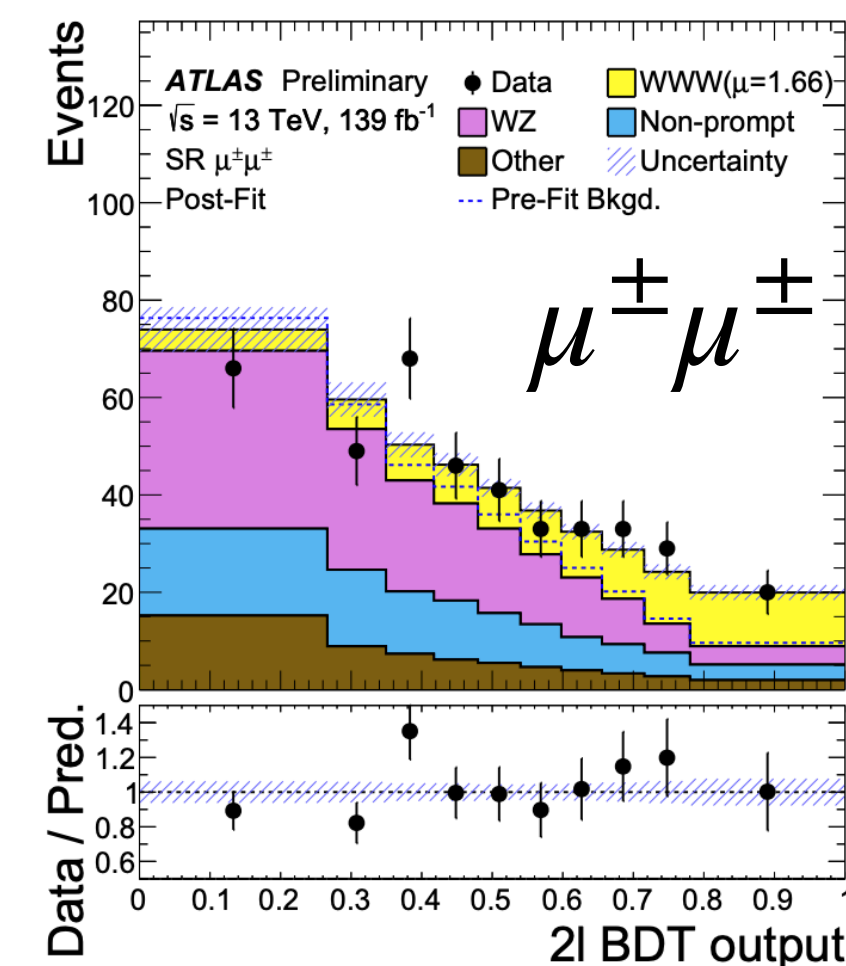 Events
120
100
80
60
40
20
0
ATLAS Preliminary
√s = 13 TeV, 139 fb⁻¹
SR μ±μ±
Post-Fit
Data
WWW(μ=1.66)
WZ
Non-prompt
Other
Uncertainty
Pre-Fit Bkgd.
μ±μ±
Data / Pred.
1.4
1.2
1
0.8
0.6
0 0.1 0.2 0.3 0.4 0.5 0.6 0.7 0.8 0.9 1
2l BDT output